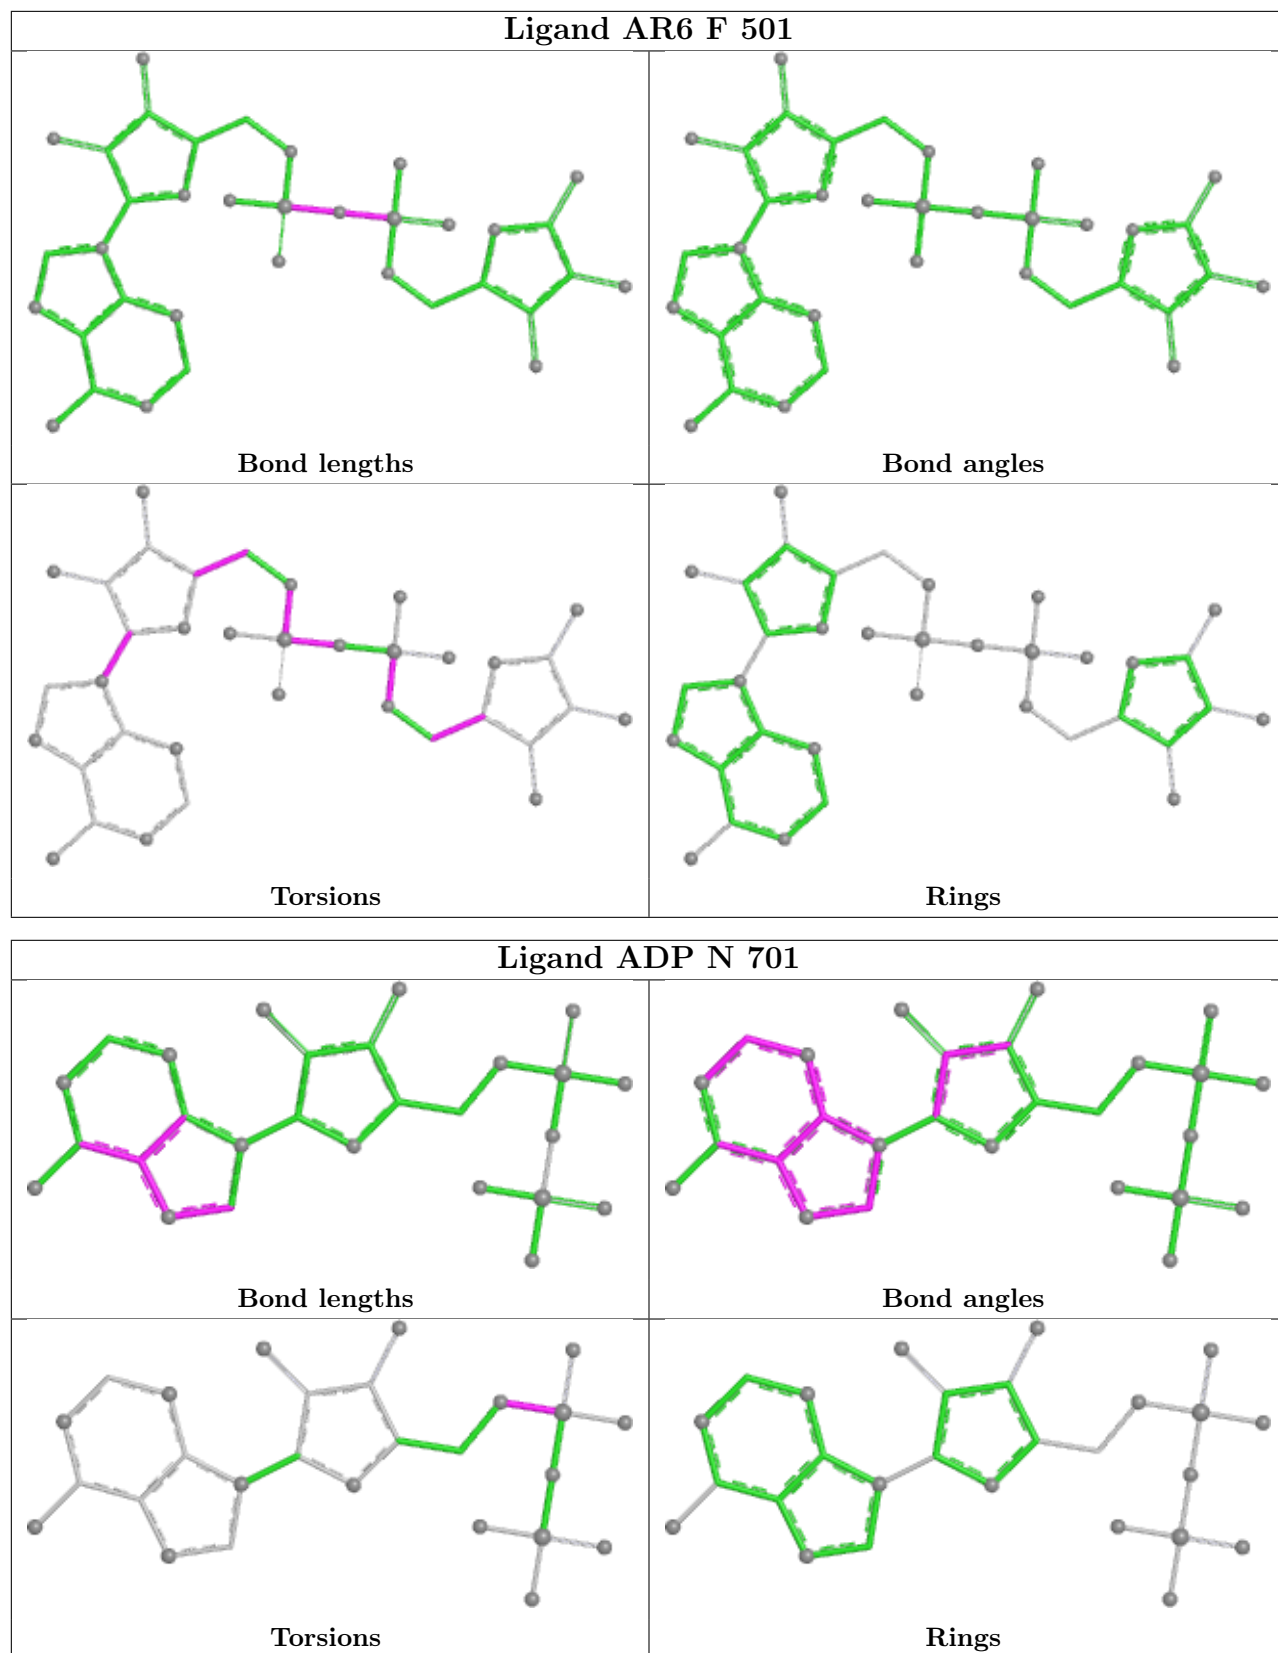 Ligand AR6 F 501
Bond lengths
Bond angles
Torsions
Rings
Ligand ADP N 701
Bond lengths
Bond angles
Torsions
Rings